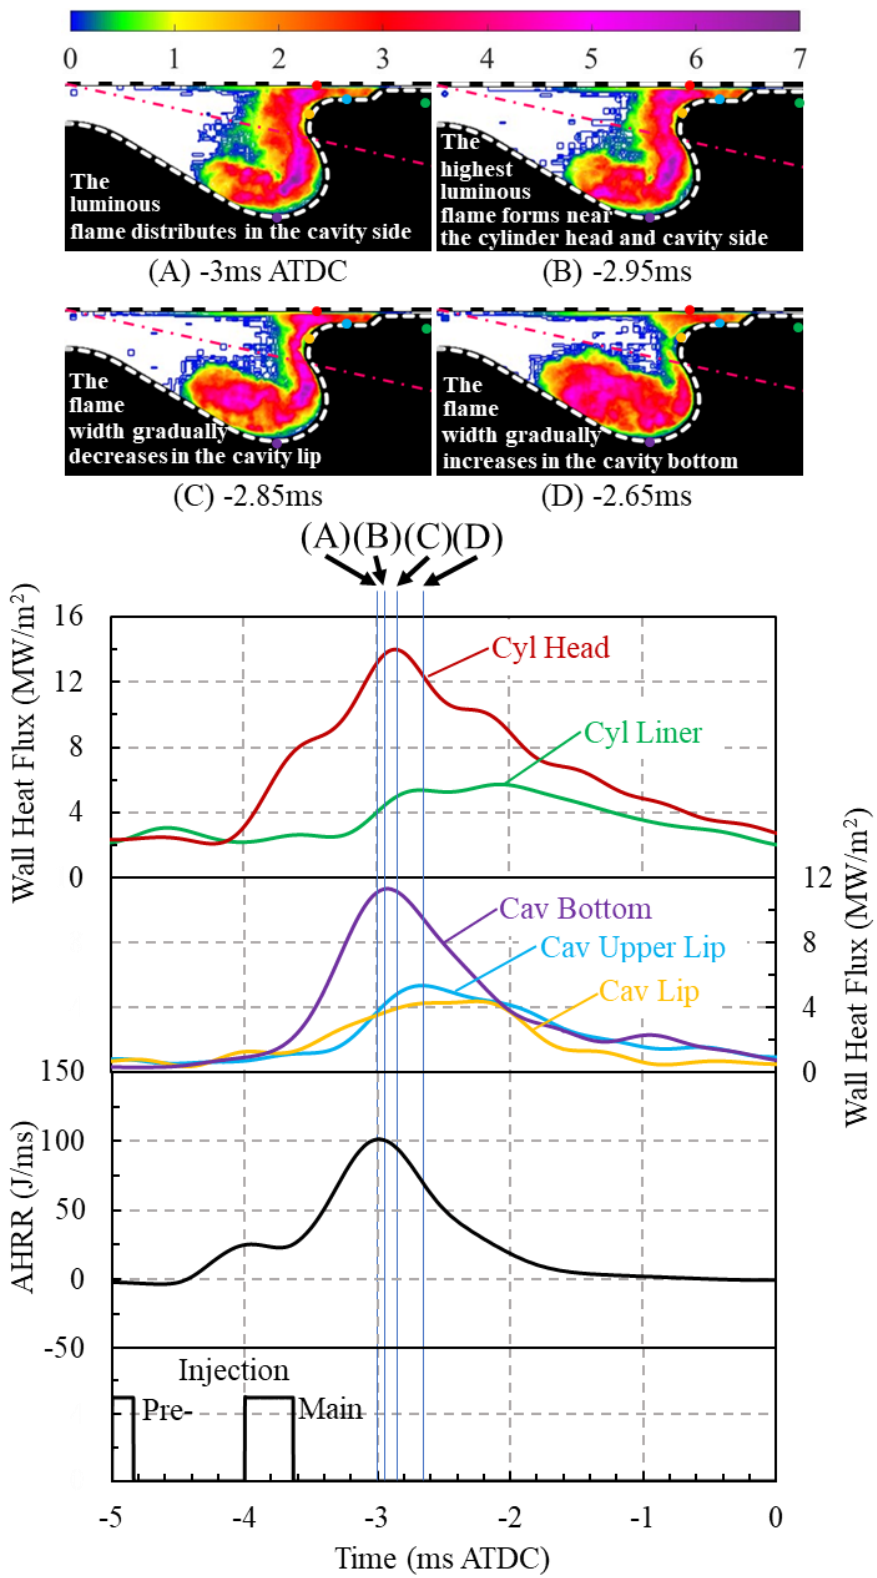 0 1 2 3 4 5 6 7
The
luminous
flame distributes in the cavity side
The
highest
luminous
flame forms near
the cylinder head and cavity side
(A) -3ms ATDC
(B) -2.95ms
The
flame
width gradually
decreases in the cavity lip
The
flame
width gradually
increases in the cavity bottom
(C) -2.85ms
(D) -2.65ms
(A)(B)(C)(D)
Wall Heat Flux (MW/m²)
16
12
8
4
0
Cyl Head
Cyl Liner
Wall Heat Flux (MW/m²)
12
8
4
0
Cav Bottom
Cav Upper Lip
Cav Lip
AHRR (J/ms)
150
100
50
0
-50
Injection
Pre-
Main
-5 -4 -3 -2 -1 0
Time (ms ATDC)